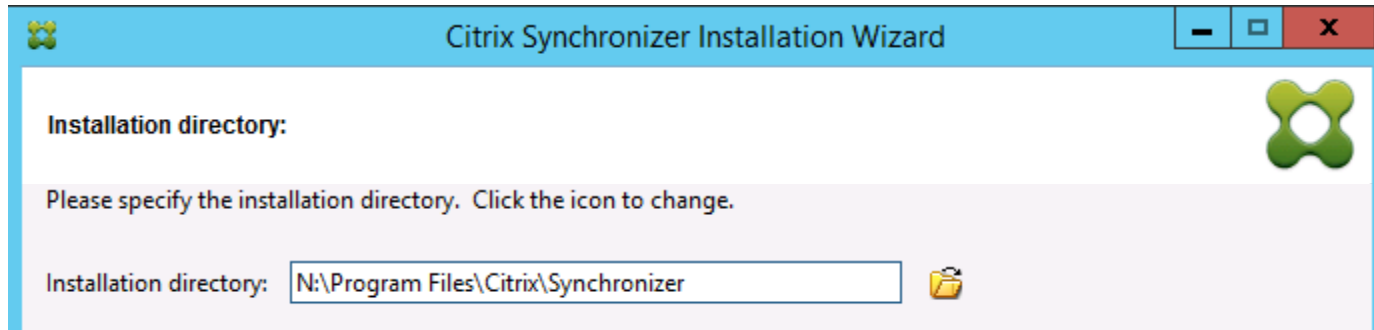 Citrix Synchronizer Installation Wizard
Installation directory:
Please specify the installation directory.  Click the icon to change.
Installation directory: N:\Program Files\Citrix\Synchronizer